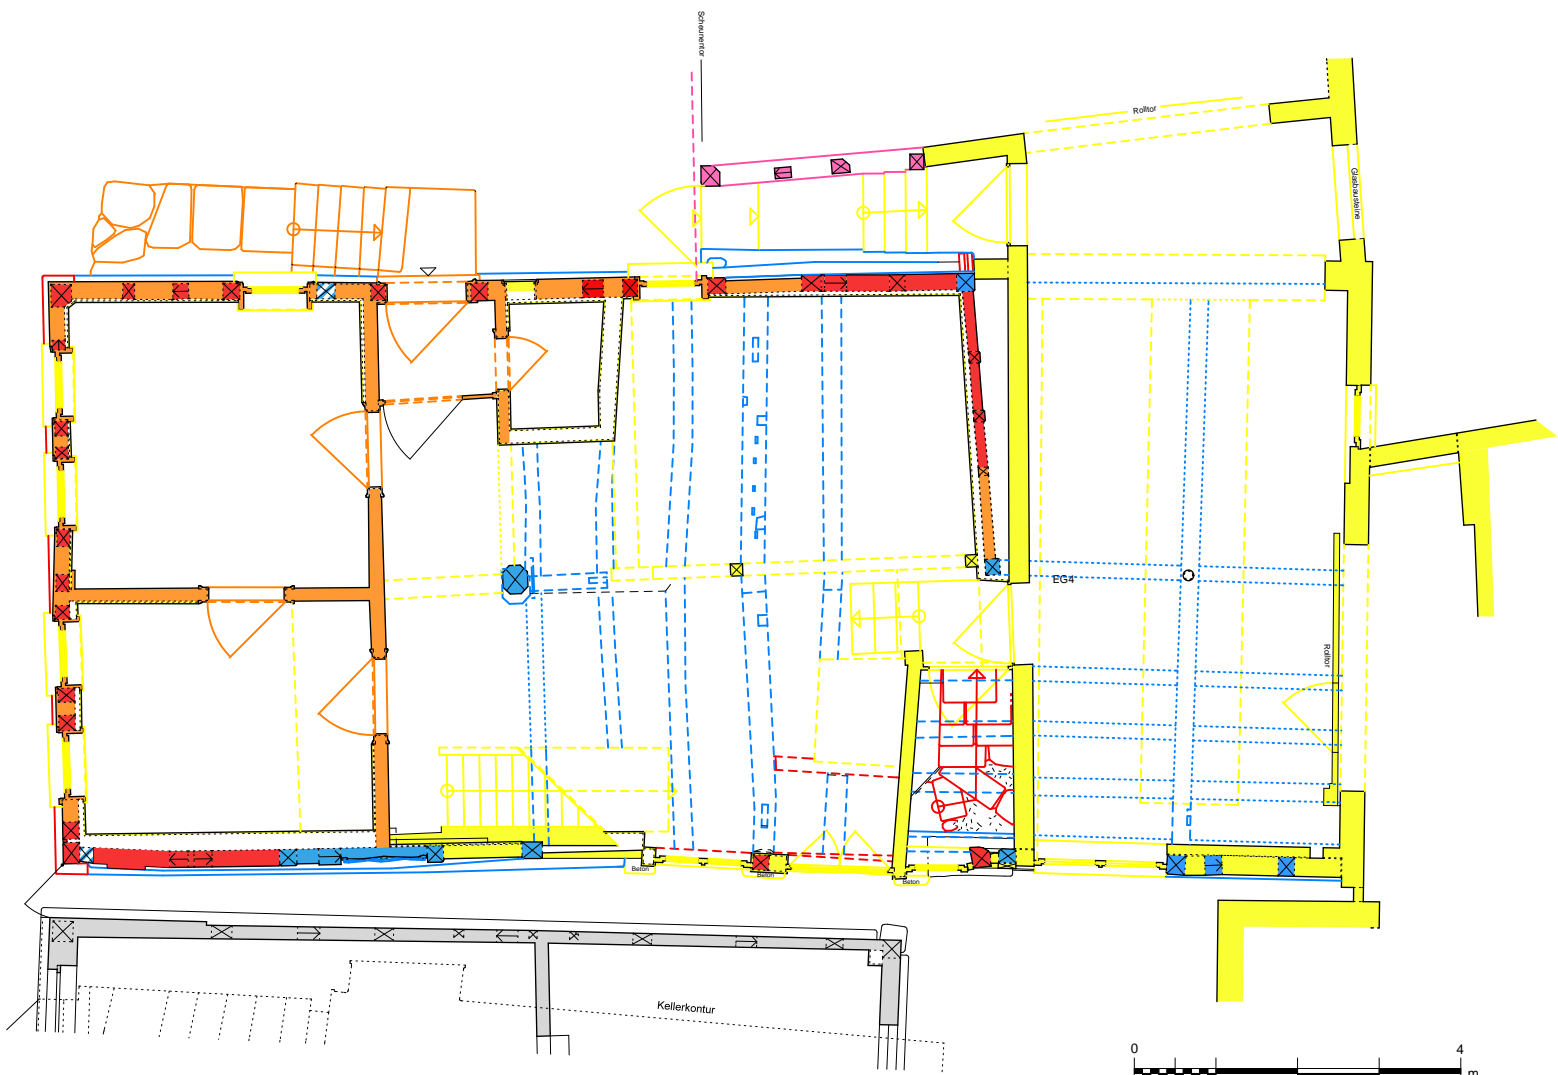 Scheunentor
Rolltor
Glasbausteine
EG4
Rolltor
Beton
Beton
Beton
Kellerkontur
0 4
m